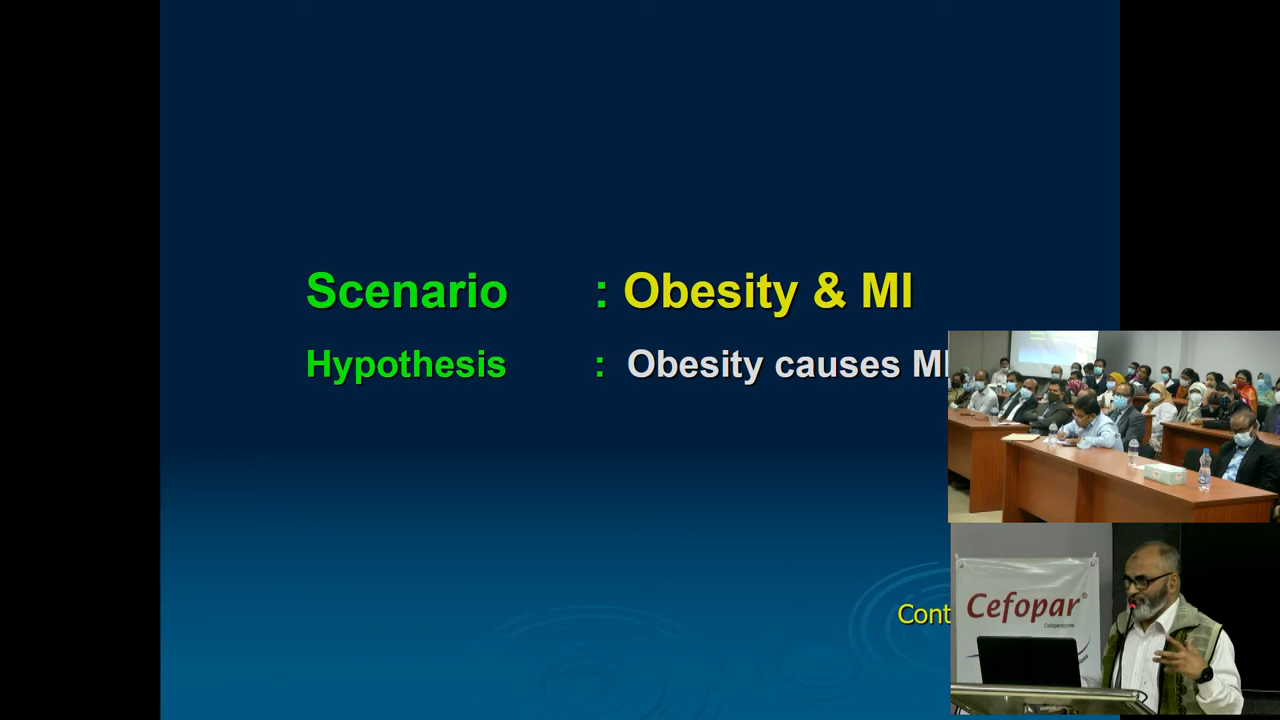 Scenario : Obesity & MI
Hypothesis : Obesity causes MI
Cont
Cefopar®